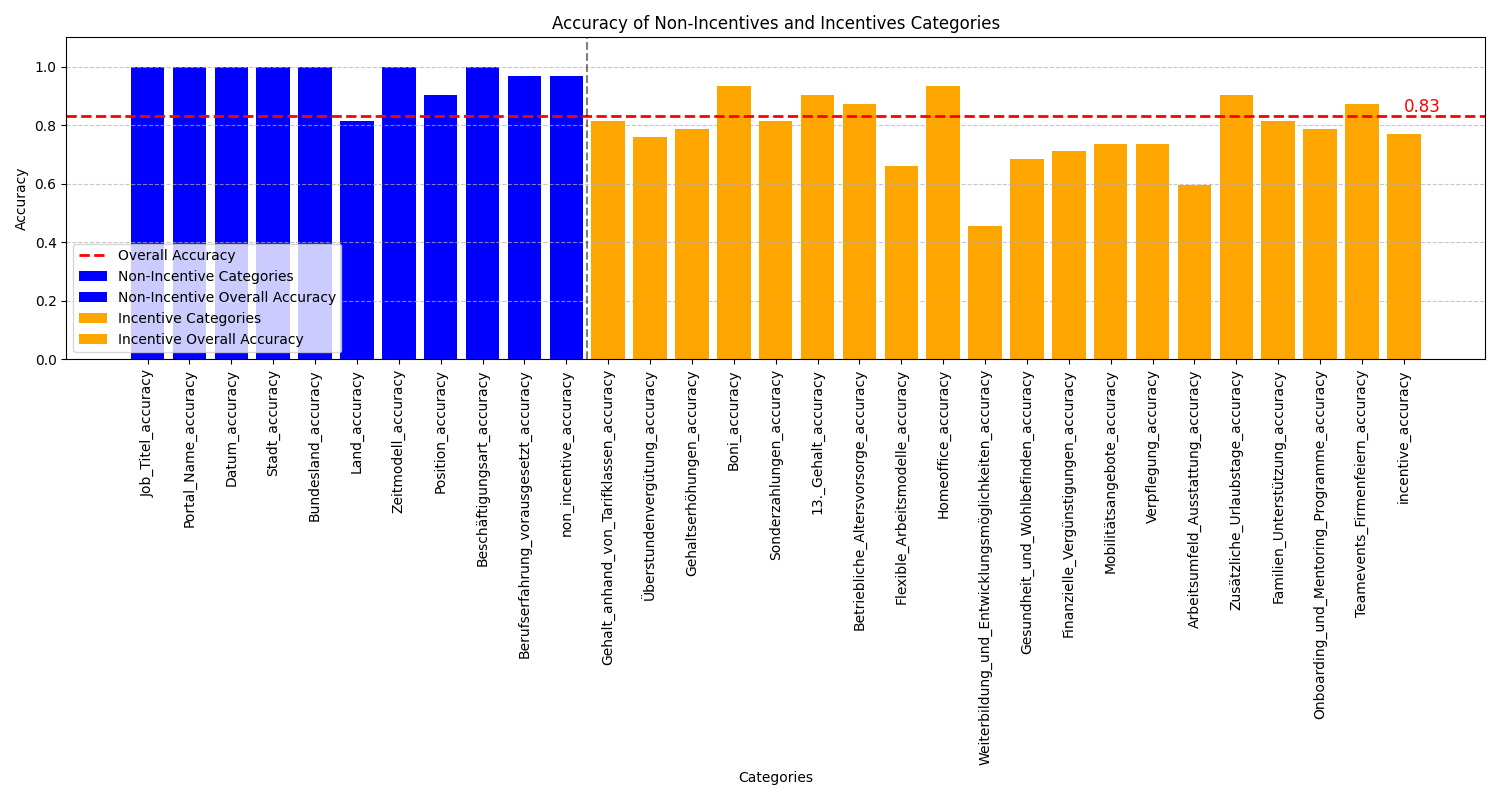 Accuracy of Non-Incentives and Incentives Categories
Accuracy
1.0
0.8
0.6
0.4
0.2
0.0
0.83
Overall Accuracy
Non-Incentive Categories
Non-Incentive Overall Accuracy
Incentive Categories
Incentive Overall Accuracy
Job_Titel_accuracy
Portal_Name_accuracy
Datum_accuracy
Stadt_accuracy
Bundesland_accuracy
Land_accuracy
Zeitmodell_accuracy
Position_accuracy
Beschäftigungsart_accuracy
Berufserfahrung_vorausgesetzt_accuracy
non_incentive_accuracy
Gehalt_anhand_von_Tarifklassen_accuracy
Überstundenvergütung_accuracy
Gehaltserhöhungen_accuracy
Boni_accuracy
Sonderzahlungen_accuracy
13._Gehalt_accuracy
Betriebliche_Altersvorsorge_accuracy
Flexible_Arbeitsmodelle_accuracy
Homeoffice_accuracy
Weiterbildung_und_Entwicklungsmöglichkeiten_accuracy
Gesundheit_und_Wohlbefinden_accuracy
Finanzielle_Vergünstigungen_accuracy
Mobilitätsangebote_accuracy
Verpflegung_accuracy
Arbeitsumfeld_Ausstattung_accuracy
Zusätzliche_Urlaubstage_accuracy
Familien_Unterstützung_accuracy
Onboarding_und_Mentoring_Programme_accuracy
Teamevents_Firmenfeiern_accuracy
incentive_accuracy
Categories